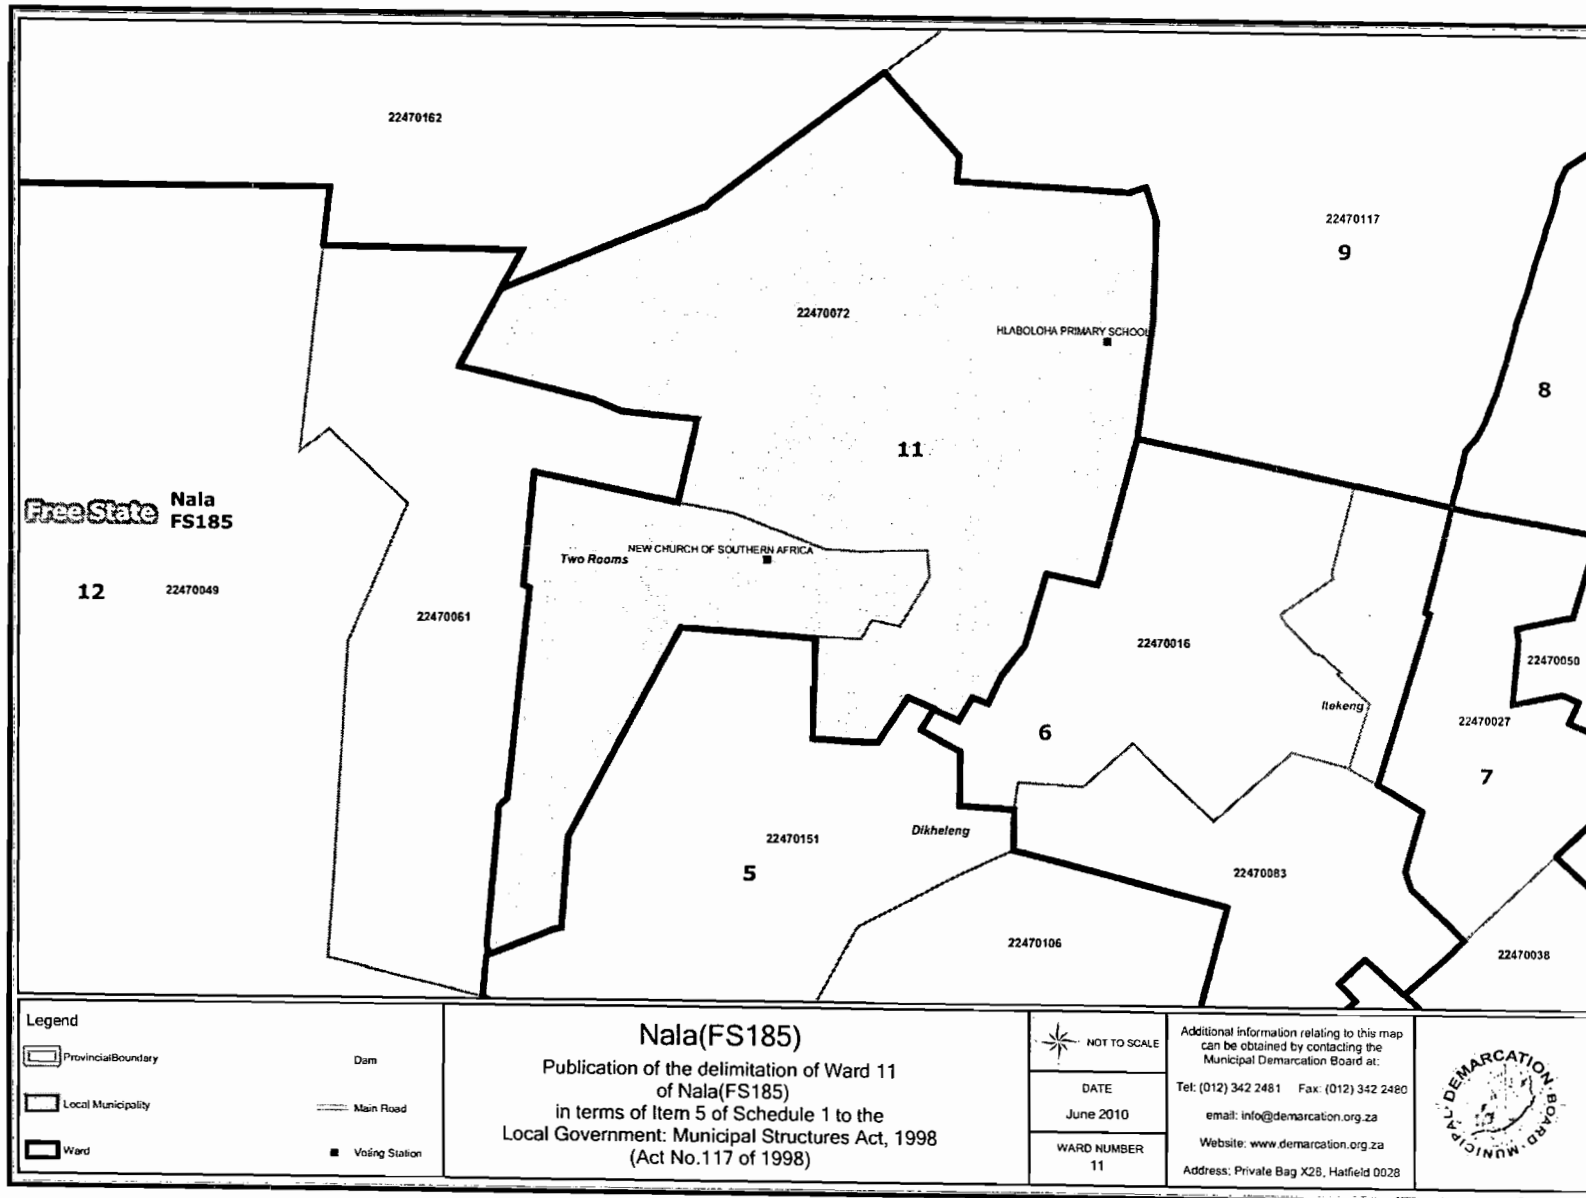 22470162
22470117
9
22470072
HLABOLOHA PRIMARY SCHOOL
8
11
Free State
Nala
FS185
NEW CHURCH OF SOUTHERN AFRICA
Two Rooms
12
22470049
22470061
22470016
22470050
Itekeng
22470027
6
7
22470151
Dikheleng
5
22470083
22470106
22470038
Legend
ProvincialBoundary
Dam
Local Municipality
Main Road
Ward
Voting Station
Nala(FS185)
Publication of the delimitation of Ward 11
of Nala(FS185)
in terms of Item 5 of Schedule 1 to the
Local Government: Municipal Structures Act, 1998
(Act No.117 of 1998)
NOT TO SCALE
DATE
June 2010
WARD NUMBER
11
Additional information relating to this map
can be obtained by contacting the
Municipal Demarcation Board at:
Tel: (012) 342 2481 Fax: (012) 342 2480
email: info@demarcation.org.za
Website: www.demarcation.org.za
Address: Private Bag X28, Hatfield 0028
MUNICIPAL DEMARCATION BOARD